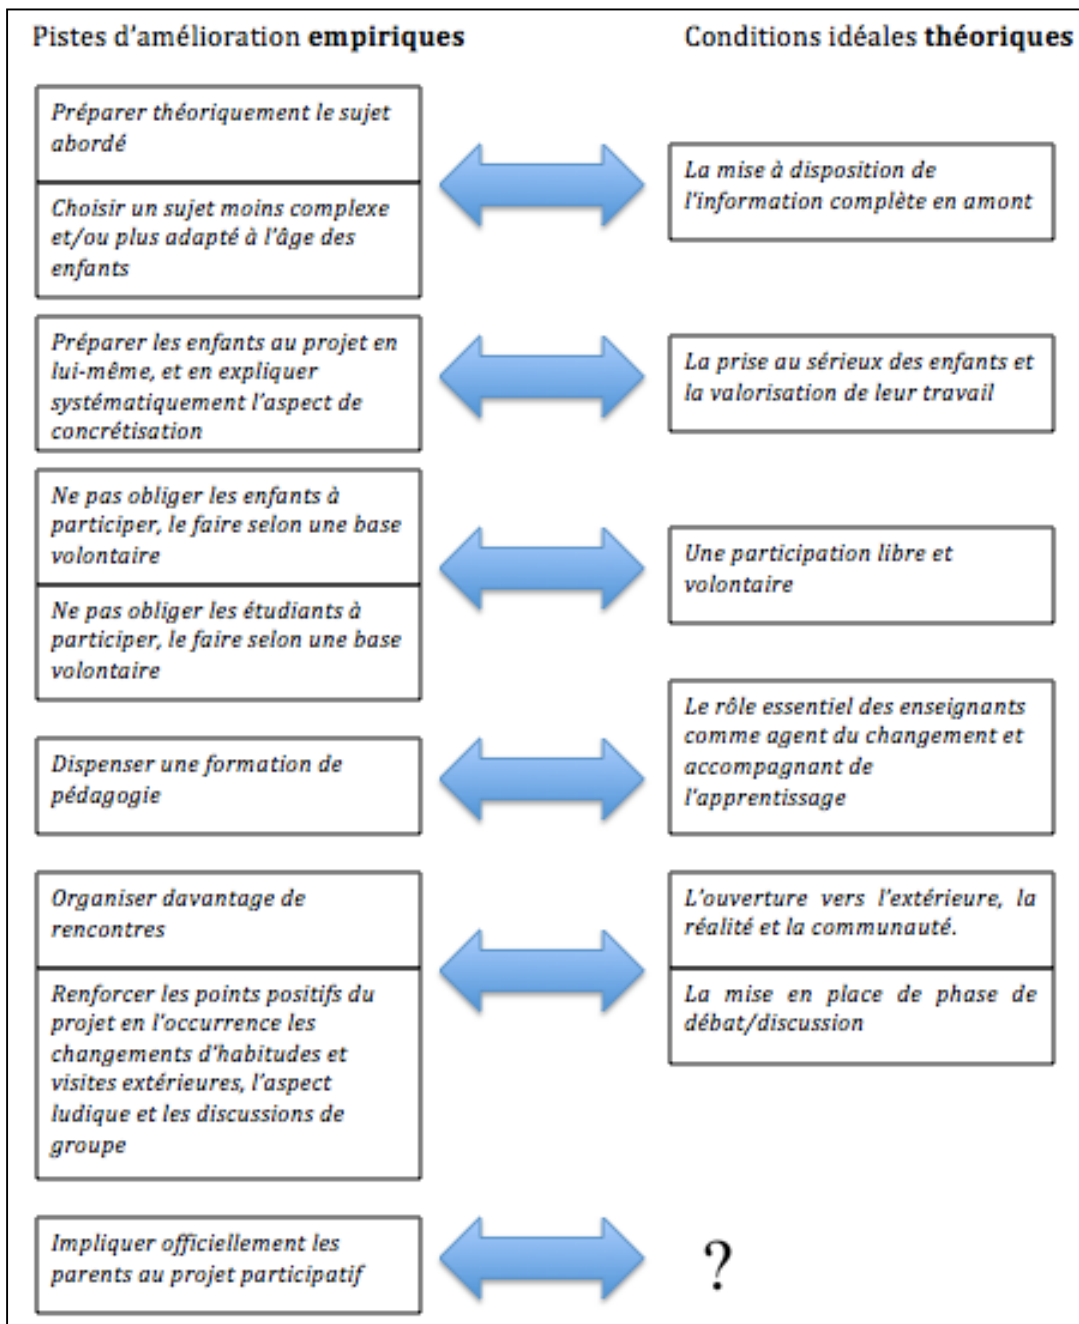 Pistes d'amélioration empiriques
Conditions idéales théoriques
Préparer théoriquement le sujet
abordé
Choisir un sujet moins complexe
et/ou plus adapté à l'âge des
enfants
La mise à disposition de
l'information complète en amont
Préparer les enfants au projet en
lui-même, et en expliquer
systématiquement l'aspect de
concrétisation
La prise au sérieux des enfants et
la valorisation de leur travail
Ne pas obliger les enfants à
participer, le faire selon une base
volontaire
Ne pas obliger les étudiants à
participer, le faire selon une base
volontaire
Une participation libre et
volontaire
Dispenser une formation de
pédagogie
Le rôle essentiel des enseignants
comme agent du changement et
accompagnant de
l'apprentissage
Organiser davantage de
rencontres
Renforcer les points positifs du
projet en l'occurrence les
changements d'habitudes et
visites extérieures, l'aspect
ludique et les discussions de
groupe
L'ouverture vers l'extérieure, la
réalité et la communauté.
La mise en place de phase de
débat/discussion
Impliquer officiellement les
parents au projet participatif
?